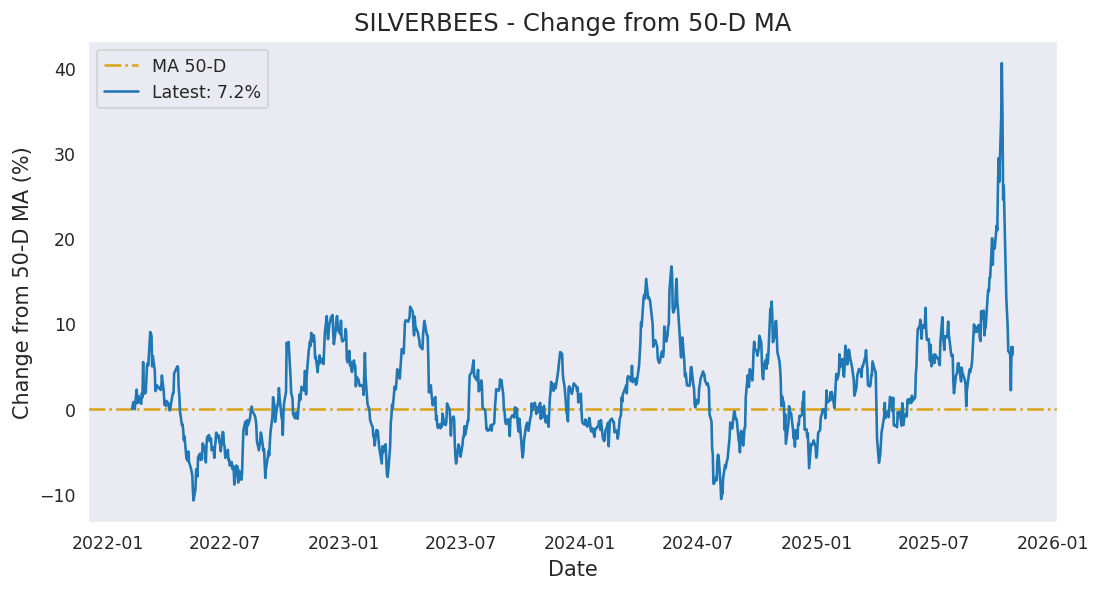 SILVERBEES - Change from 50-D MA
MA 50-D
Latest: 7.2%
Change from 50-D MA (%)
40
30
20
10
0
−10
2022-01 2022-07 2023-01 2023-07 2024-01 2024-07 2025-01 2025-07 2026-01
Date